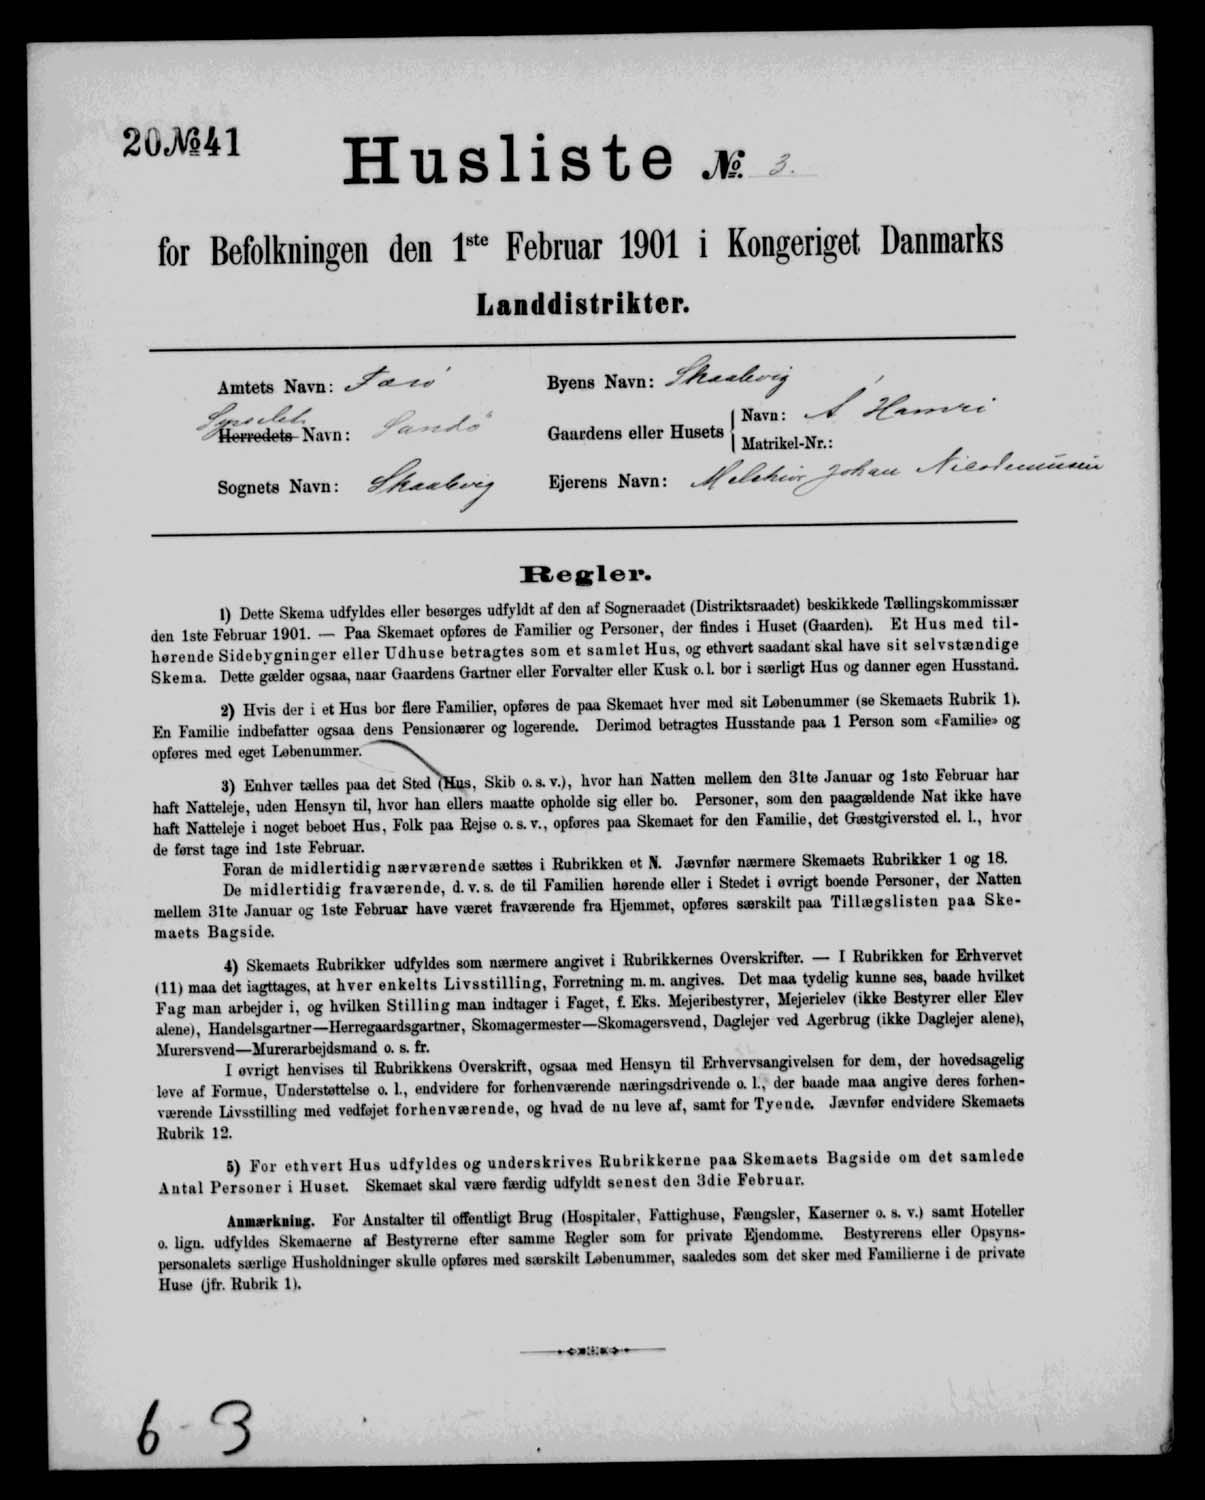 20.№41
Husliste №. 3.
for Befolkningen den 1ste Februar 1901 i Kongeriget Danmarks
Landdistrikter.
Amtets Navn: Færø
Byens Navn: Skaalevig
Sysselets
Herredets Navn: Sandø
Gaardens eller Husets
Navn: Á Hamri
Matrikel-Nr.:
Sognets Navn: Skaalevig
Ejerens Navn: Melchior Johan Nicodemussen
Regler.
1) Dette Skema udfyldes eller besørges udfyldt af den af Sogneraadet (Distriktsraadet) beskikkede Tællingskommissær
den 1ste Februar 1901. — Paa Skemaet opføres de Familier og Personer, der findes i Huset (Gaarden). Et Hus med til-
hørende Sidebygninger eller Udhuse betragtes som et samlet Hus, og ethvert saadant skal have sit selvstændige
Skema. Dette gælder ogsaa, naar Gaardens Gartner eller Forvalter eller Kusk o. l. bor i særligt Hus og danner egen Husstand.
2) Hvis der i et Hus bor flere Familier, opføres de paa Skemaet hver med sit Løbenummer (se Skemaets Rubrik 1).
En Familie indbefatter ogsaa dens Pensionærer og logerende. Derimod betragtes Husstande paa 1 Person som «Familie» og
opføres med eget Løbenummer.
3) Enhver tælles paa det Sted (Hus, Skib o. s. v.), hvor han Natten mellem den 31te Januar og 1ste Februar har
haft Natteleje, uden Hensyn til, hvor han ellers maatte opholde sig eller bo. Personer, som den paagældende Nat ikke have
haft Natteleje i noget beboet Hus, Folk paa Rejse o. s. v., opføres paa Skemaet for den Familie, det Gæstgiversted el. l., hvor
de først tage ind 1ste Februar.
Foran de midlertidig nærværende sættes i Rubrikken et N. Jævnfør nærmere Skemaets Rubrikker 1 og 18.
De midlertidig fraværende, d. v. s. de til Familien hørende eller i Stedet i øvrigt boende Personer, der Natten
mellem 31te Januar og 1ste Februar have været fraværende fra Hjemmet, opføres særskilt paa Tillægslisten paa Ske-
maets Bagside.
4) Skemaets Rubrikker udfyldes som nærmere angivet i Rubrikkernes Overskrifter. — I Rubrikken for Erhvervet
(11) maa det iagttages, at hver enkelts Livsstilling, Forretning m. m. angives. Det maa tydelig kunne ses, baade hvilket
Fag man arbejder i, og hvilken Stilling man indtager i Faget, f. Eks. Mejeribestyrer, Mejerielev (ikke Bestyrer eller Elev
alene), Handelsgartner—Herregaardsgartner, Skomagermester—Skomagersvend, Daglejer ved Agerbrug (ikke Daglejer alene),
Murersvend—Murerarbejdsmand o. s. fr.
I øvrigt henvises til Rubrikkens Overskrift, ogsaa med Hensyn til Erhvervsangivelsen for dem, der hovedsagelig
leve af Formue, Understøttelse o. l., endvidere for forhenværende næringsdrivende o. l., der baade maa angive deres forhen-
værende Livsstilling med vedføjet forhenværende, og hvad de nu leve af, samt for Tyende. Jævnfør endvidere Skemaets
Rubrik 12.
5) For ethvert Hus udfyldes og underskrives Rubrikkerne paa Skemaets Bagside om det samlede
Antal Personer i Huset. Skemaet skal være færdig udfyldt senest den 3die Februar.
Anmærkning. For Anstalter til offentligt Brug (Hospitaler, Fattighuse, Fængsler, Kaserner o. s. v.) samt Hoteller
o. lign. udfyldes Skemaerne af Bestyrerne efter samme Regler som for private Ejendomme. Bestyrerens eller Opsyns-
personalets særlige Husholdninger skulle opføres med særskilt Løbenummer, saaledes som det sker med Familierne i de private
Huse (jfr. Rubrik 1).
6-3